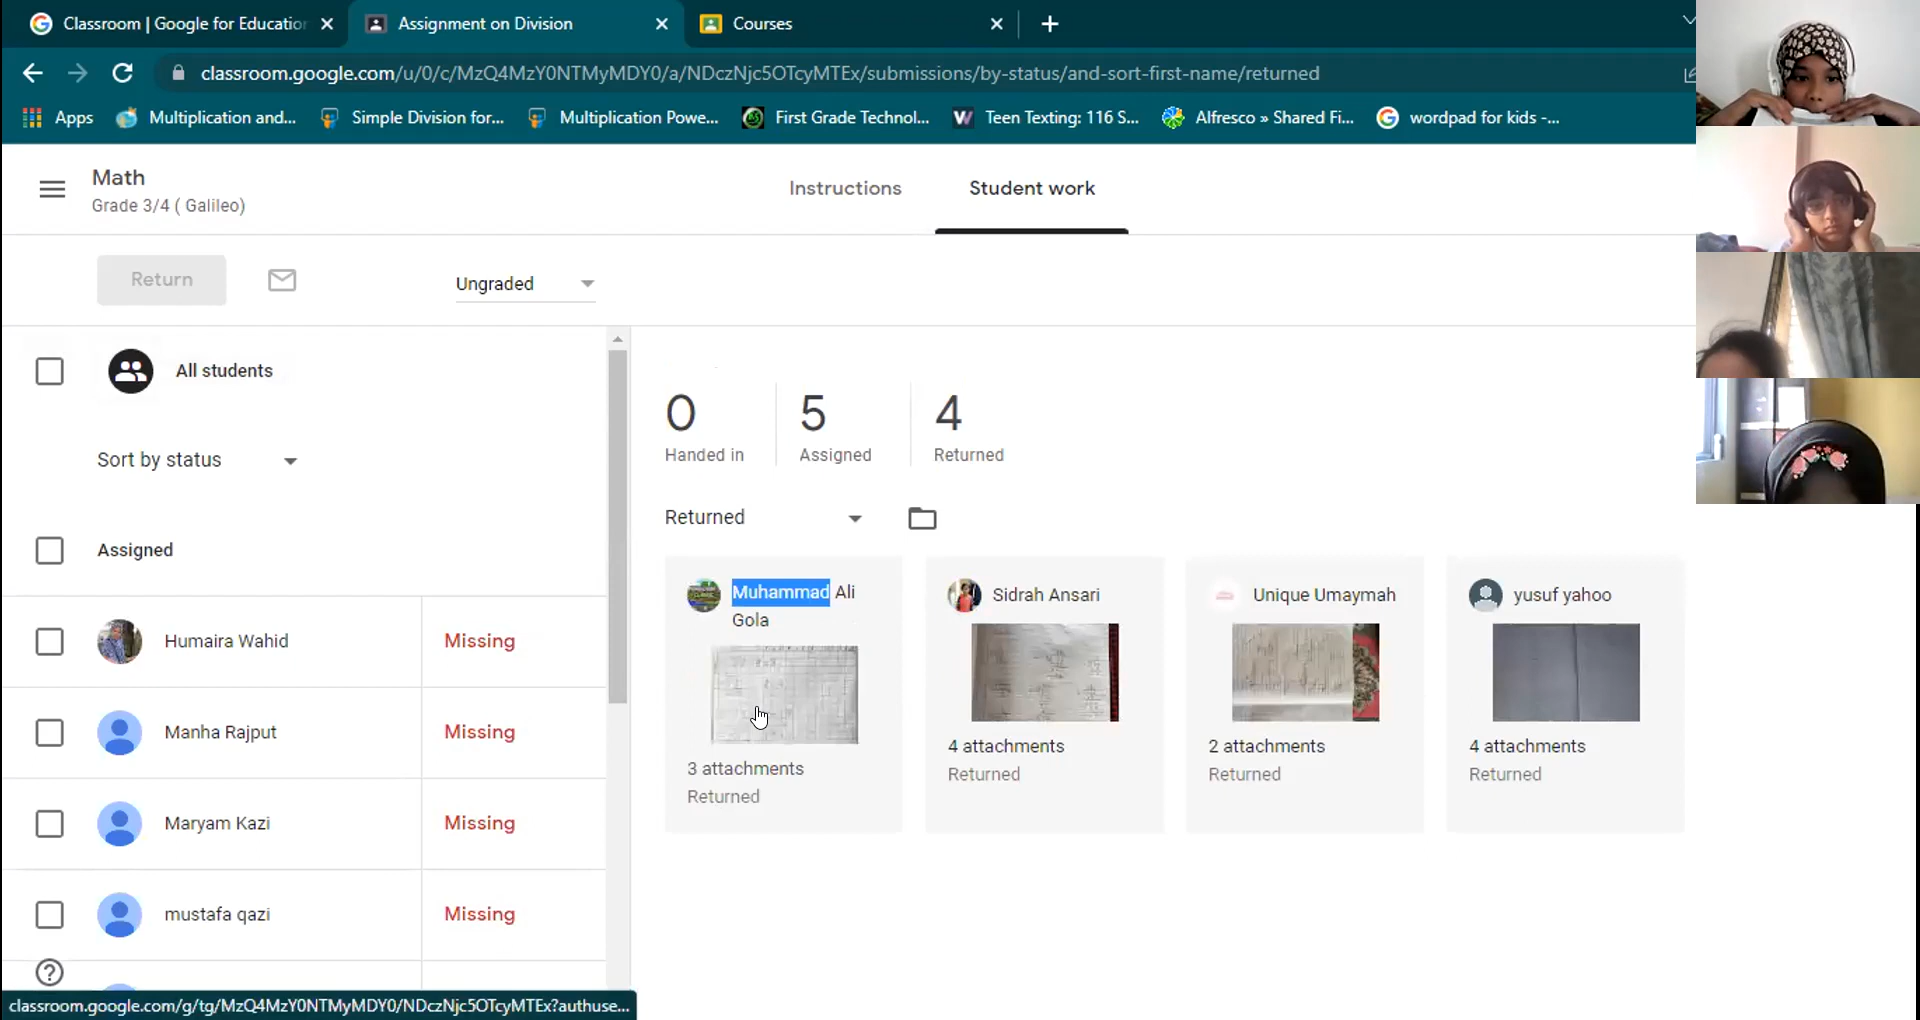 Classroom | Google for Education
Assignment on Division
Courses
classroom.google.com/u/0/c/MzQ4MzY0NTMyMDY0/a/NDczNjc5OTcyMTEx/submissions/by-status/and-sort-first-name/returned
Apps
Multiplication and...
Simple Division for...
Multiplication Powe...
First Grade Technol...
Teen Texting: 116 S...
Alfresco » Shared Fi...
wordpad for kids -...
Math
Grade 3/4 ( Galileo)
Instructions
Student work
Return
Ungraded
All students
Sort by status
Assigned
Humaira Wahid
Missing
Manha Rajput
Missing
Maryam Kazi
Missing
mustafa qazi
Missing
0
Handed in
5
Assigned
4
Returned
Returned
Muhammad Ali
Gola
3 attachments
Returned
Sidrah Ansari
4 attachments
Returned
Unique Umaymah
2 attachments
Returned
yusuf yahoo
4 attachments
Returned
classroom.google.com/g/tg/MzQ4MzY0NTMyMDY0/NDczNjc5OTcyMTEx?authuse...